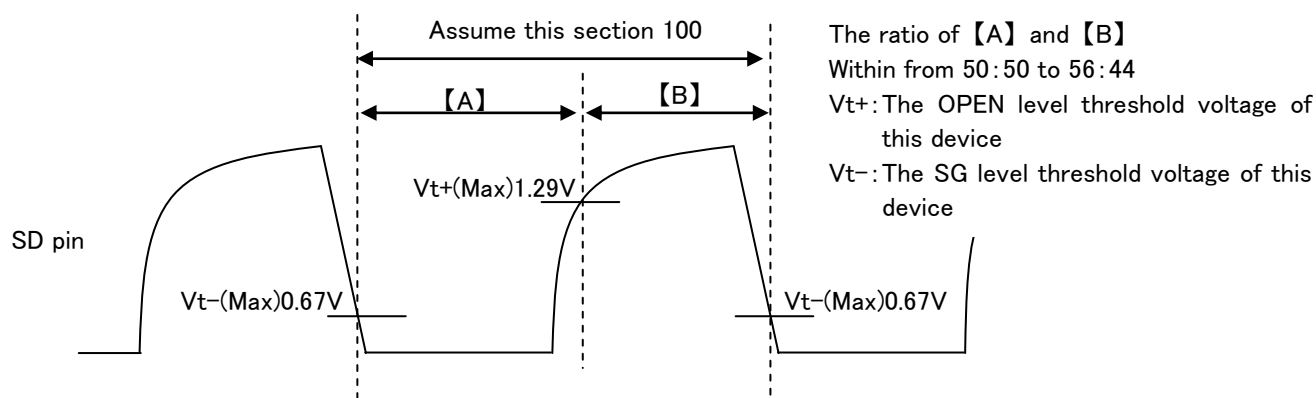 Assume this section 100
【A】
【B】
Vt+(Max)1.29V
SD pin
Vt-(Max)0.67V
Vt-(Max)0.67V
The ratio of 【A】 and 【B】
Within from 50:50 to 56:44
Vt+:The OPEN level threshold voltage of
this device
Vt-:The SG level threshold voltage of this
device